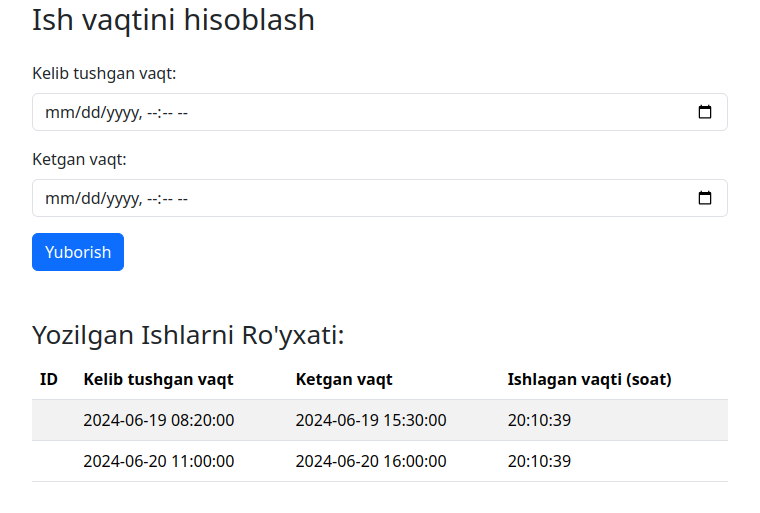 Ish vaqtini hisoblash
Kelib tushgan vaqt:
mm/dd/yyyy, --:-- --
Ketgan vaqt:
mm/dd/yyyy, --:-- --
Yuborish
Yozilgan Ishlarni Ro'yxati:
ID Kelib tushgan vaqt Ketgan vaqt Ishlagan vaqti (soat)
2024-06-19 08:20:00 2024-06-19 15:30:00 20:10:39
2024-06-20 11:00:00 2024-06-20 16:00:00 20:10:39